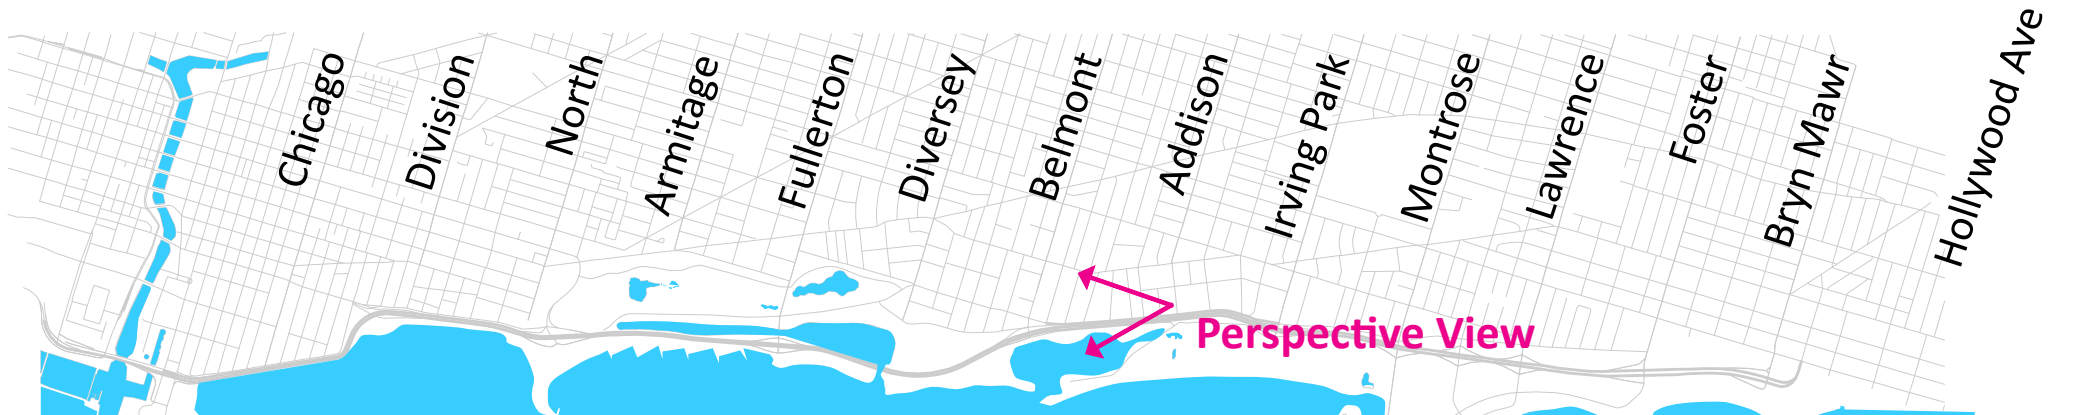 Chicago
Division
North
Armitage
Fullerton
Diversey
Belmont
Addison
Irving Park
Montrose
Lawrence
Foster
Bryn Mawr
Hollywood Ave
Perspective View